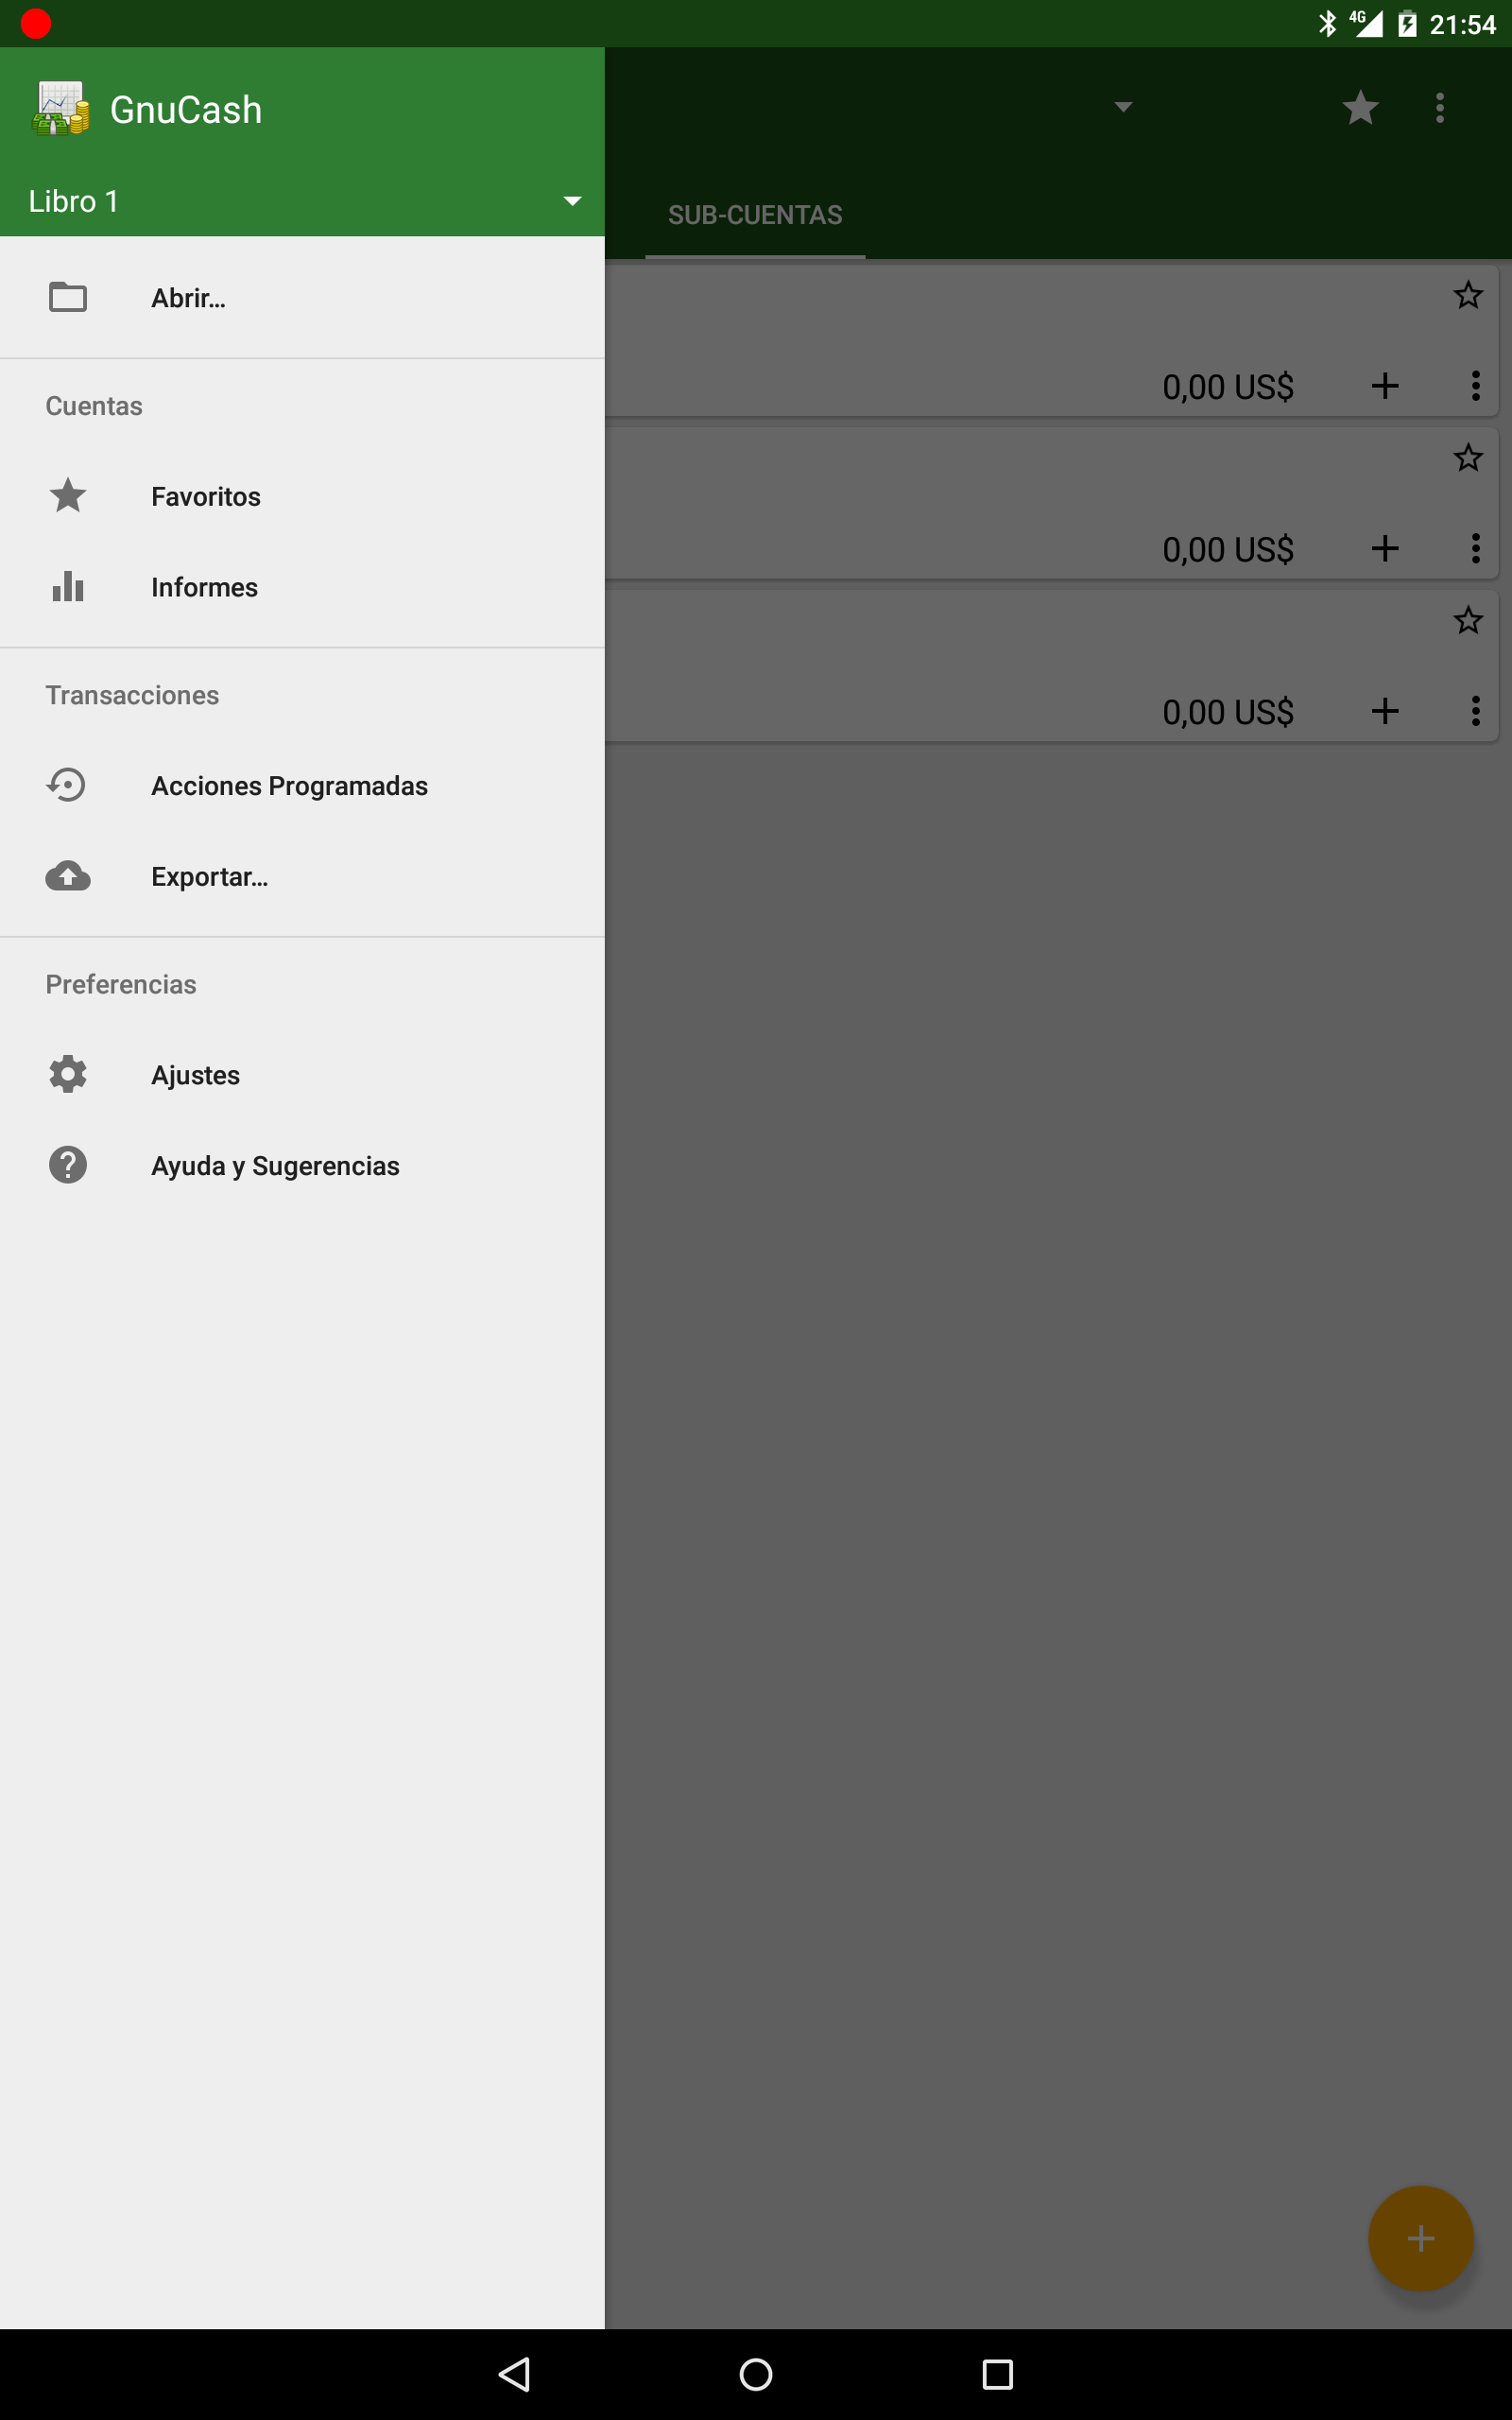 4G 21:54
GnuCash
Libro 1
SUB-CUENTAS
Abrir...
0,00 US$
Cuentas
Favoritos
0,00 US$
Informes
Transacciones
0,00 US$
Acciones Programadas
Exportar...
Preferencias
Ajustes
Ayuda y Sugerencias